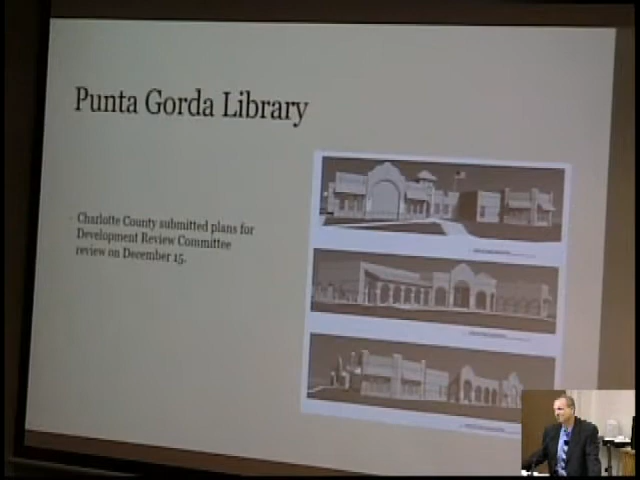 Punta Gorda Library
Charlotte County submitted plans for
Development Review Committee
review on December 15.